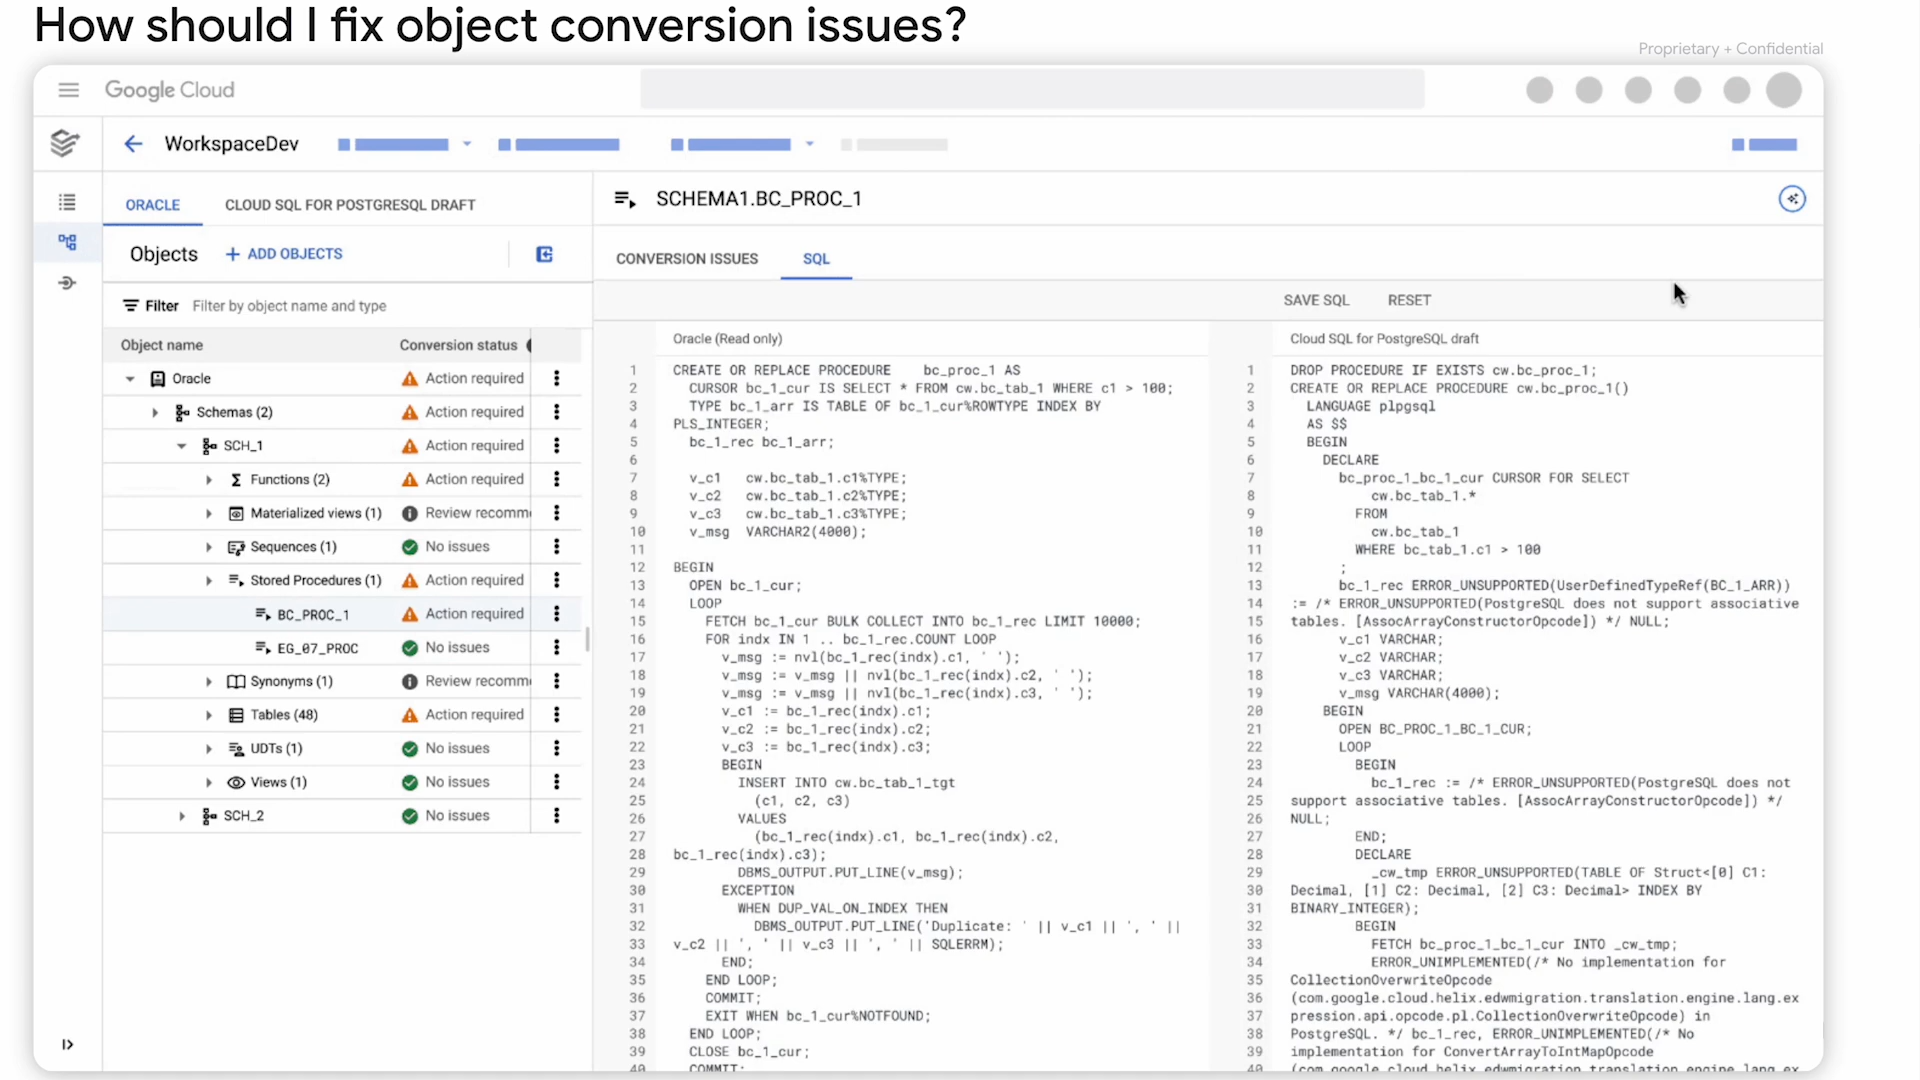 How should I fix object conversion issues?
Proprietary + Confidential
Google Cloud
WorkspaceDev
ORACLE
CLOUD SQL FOR POSTGRESQL DRAFT
Objects
+ ADD OBJECTS
Filter Filter by object name and type
Object name Conversion status
Oracle Action required
Schemas (2) Action required
SCH_1 Action required
Functions (2) Action required
Materialized views (1) Review recomm
Sequences (1) No issues
Stored Procedures (1) Action required
BC_PROC_1 Action required
EG_07_PROC No issues
Synonyms (1) Review recomm
Tables (48) Action required
UDTs (1) No issues
Views (1) No issues
SCH_2 No issues
SCHEMA1.BC_PROC_1
CONVERSION ISSUES
SQL
SAVE SQL
RESET
Oracle (Read only)
1 CREATE OR REPLACE PROCEDURE    bc_proc_1 AS
2 CURSOR bc_1_cur IS SELECT * FROM cw.bc_tab_1 WHERE c1 > 100;
3 TYPE bc_1_arr IS TABLE OF bc_1_cur%ROWTYPE INDEX BY
4 PLS_INTEGER;
5 bc_1_rec bc_1_arr;
6
7 v_c1   cw.bc_tab_1.c1%TYPE;
8 v_c2   cw.bc_tab_1.c2%TYPE;
9 v_c3   cw.bc_tab_1.c3%TYPE;
10 v_msg  VARCHAR2(4000);
11
12 BEGIN
13 OPEN bc_1_cur;
14 LOOP
15 FETCH bc_1_cur BULK COLLECT INTO bc_1_rec LIMIT 10000;
16 FOR indx IN 1 .. bc_1_rec.COUNT LOOP
17 v_msg := nvl(bc_1_rec(indx).c1, ' ');
18 v_msg := v_msg || nvl(bc_1_rec(indx).c2, ' ');
19 v_msg := v_msg || nvl(bc_1_rec(indx).c3, ' ');
20 v_c1 := bc_1_rec(indx).c1;
21 v_c2 := bc_1_rec(indx).c2;
22 v_c3 := bc_1_rec(indx).c3;
23 BEGIN
24 INSERT INTO cw.bc_tab_1_tgt
25 (c1, c2, c3)
26 VALUES
27 (bc_1_rec(indx).c1, bc_1_rec(indx).c2,
28 bc_1_rec(indx).c3);
29 DBMS_OUTPUT.PUT_LINE(v_msg);
30 EXCEPTION
31 WHEN DUP_VAL_ON_INDEX THEN
32 DBMS_OUTPUT.PUT_LINE('Duplicate: ' || v_c1 || ', ' ||
33 v_c2 || ', ' || v_c3 || ', ' || SQLERRM);
34 END;
35 END LOOP;
36 COMMIT;
37 EXIT WHEN bc_1_cur%NOTFOUND;
38 END LOOP;
39 CLOSE bc_1_cur;
40 COMMIT;
Cloud SQL for PostgreSQL draft
1 DROP PROCEDURE IF EXISTS cw.bc_proc_1;
2 CREATE OR REPLACE PROCEDURE cw.bc_proc_1()
3 LANGUAGE plpgsql
4 AS $$
5 BEGIN
6 DECLARE
7 bc_proc_1_bc_1_cur CURSOR FOR SELECT
8 cw.bc_tab_1.*
9 FROM
10 cw.bc_tab_1
11 WHERE bc_tab_1.c1 > 100
12 ;
13 bc_1_rec ERROR_UNSUPPORTED(UserDefinedTypeRef(BC_1_ARR))
14 := /* ERROR_UNSUPPORTED(PostgreSQL does not support associative
15 tables. [AssocArrayConstructorOpcode]) */ NULL;
16 v_c1 VARCHAR;
17 v_c2 VARCHAR;
18 v_c3 VARCHAR;
19 v_msg VARCHAR(4000);
20 BEGIN
21 OPEN BC_PROC_1_BC_1_CUR;
22 LOOP
23 BEGIN
24 bc_1_rec := /* ERROR_UNSUPPORTED(PostgreSQL does not
25 support associative tables. [AssocArrayConstructorOpcode]) */
26 NULL;
27 END;
28 DECLARE
29 _cw_tmp ERROR_UNSUPPORTED(TABLE OF Struct<[0] C1:
30 Decimal, [1] C2: Decimal, [2] C3: Decimal> INDEX BY
31 BINARY_INTEGER);
32 BEGIN
33 FETCH bc_proc_1_bc_1_cur INTO _cw_tmp;
34 ERROR_UNIMPLEMENTED(/* No implementation for
35 CollectionOverwriteOpcode
36 (com.google.cloud.helix.edwmigration.translation.engine.lang.ex
37 pression.api.opcode.pl.CollectionOverwriteOpcode) in
38 PostgreSQL. */ bc_1_rec, ERROR_UNIMPLEMENTED(/* No
39 implementation for ConvertArrayToIntMapOpcode
40 (com.google.cloud.helix.edwmigration.translation.engine.lang.ex